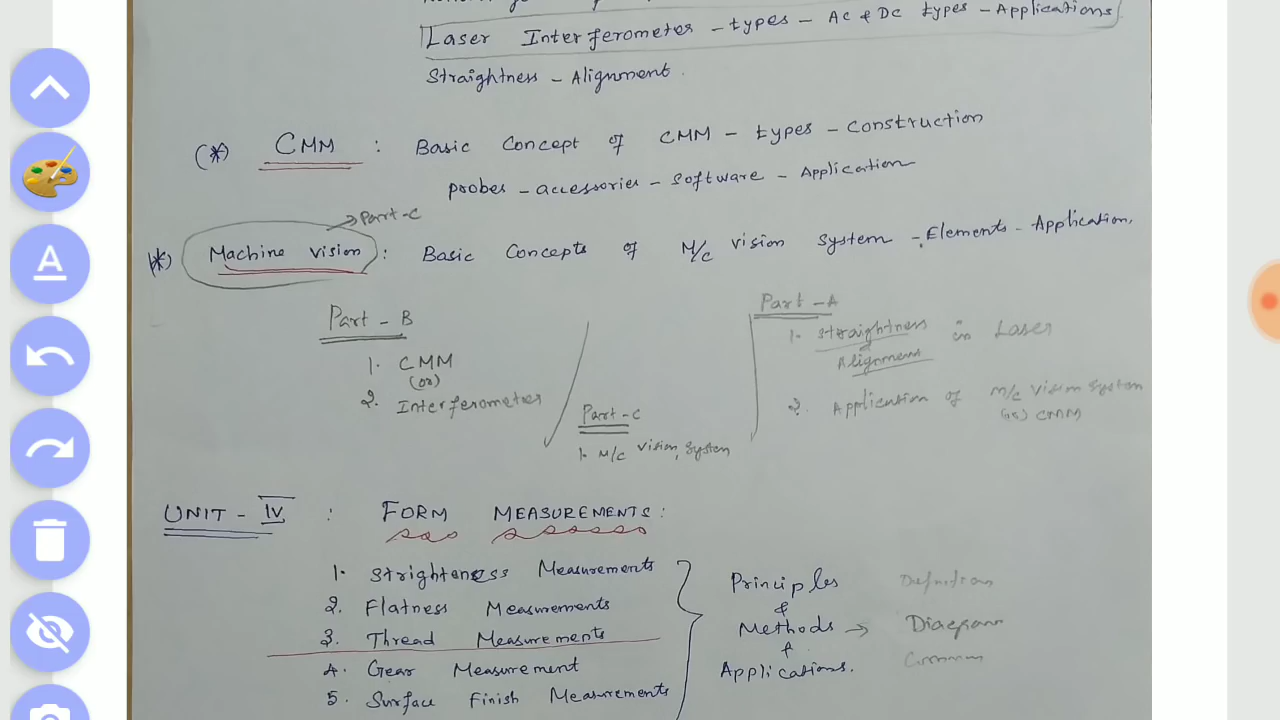 Laser Interferometer - types - AC & DC types - Applications
Straightness - Alignment.
(*) CMM : Basic Concept of CMM - types - construction
probes - accessories - software - Application
→ Part-C
(*) Machine vision : Basic Concepts of M/c vision system - Elements - Application.
Part - B
1. CMM
(or)
2. Interferometer
Part - C
1. M/c vision system
Part - A
1. Straightness in Laser
Alignment
2. Application of M/c vision system
(or) CMM
UNIT - IV : FORM MEASUREMENTS:
1. Strighteness Measurements
2. Flatness Measurements
3. Thread Measurements
4. Gear Measurement
5. Surface Finish Measurements
Principles
&
Methods →
&
Applications.
Definitions
Diagram